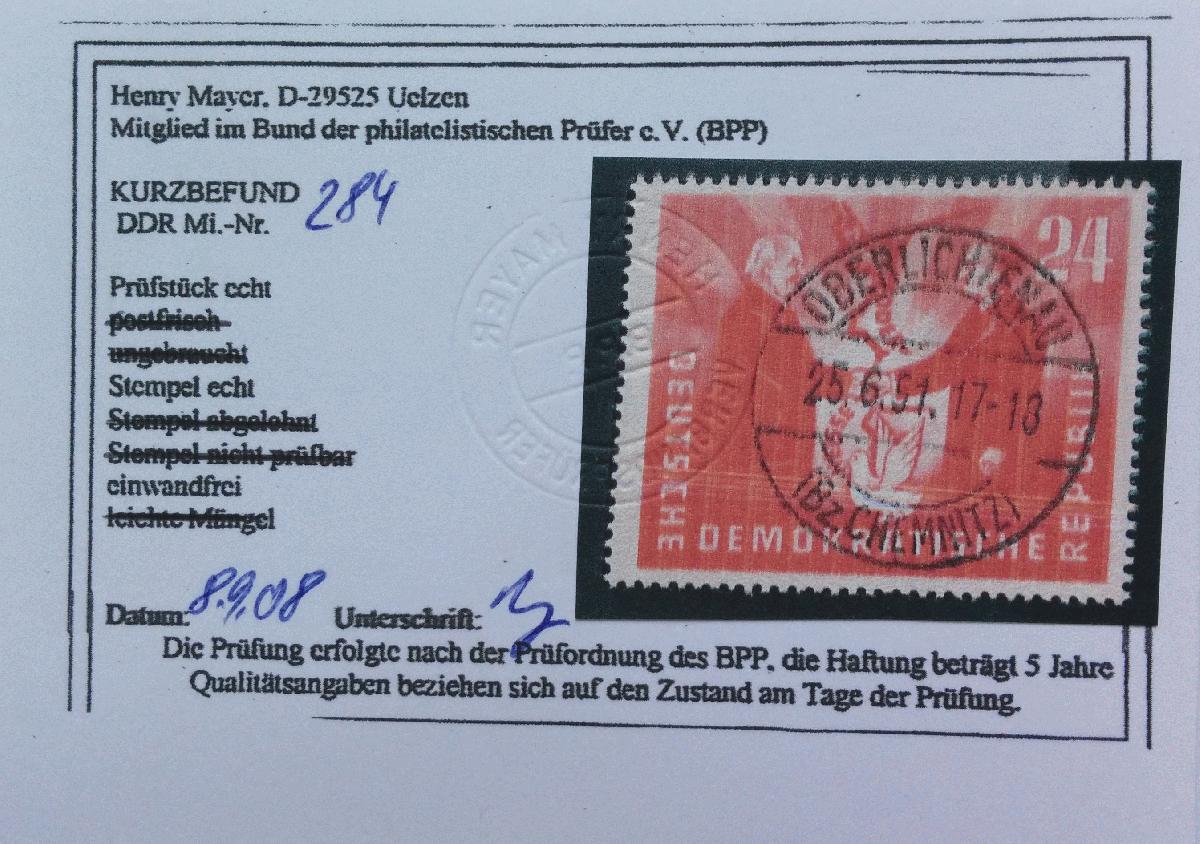 Henry Mayer, D-29525 Uelzen
Mitglied im Bund der philatelistischen Prüfer e.V. (BPP)
KURZBEFUND 284
DDR Mi.-Nr.
Prüfstück echt
postfrisch
ungebraucht
Stempel echt
Stempel abgelehnt
Stempel nicht prüfbar
einwandfrei
leichte Mängel
Datum: 8.9.08 Unterschrift:
Die Prüfung erfolgte nach der Prüfordnung des BPP, die Haftung beträgt 5 Jahre
Qualitätsangaben beziehen sich auf den Zustand am Tage der Prüfung.
HENRY MAYER
24
DEUTSCHE
DEMOKRATISCHE
REPUBLIK
OBERLICHTENAU
25.6.51. 17-18
(Bz.CHEMNITZ)